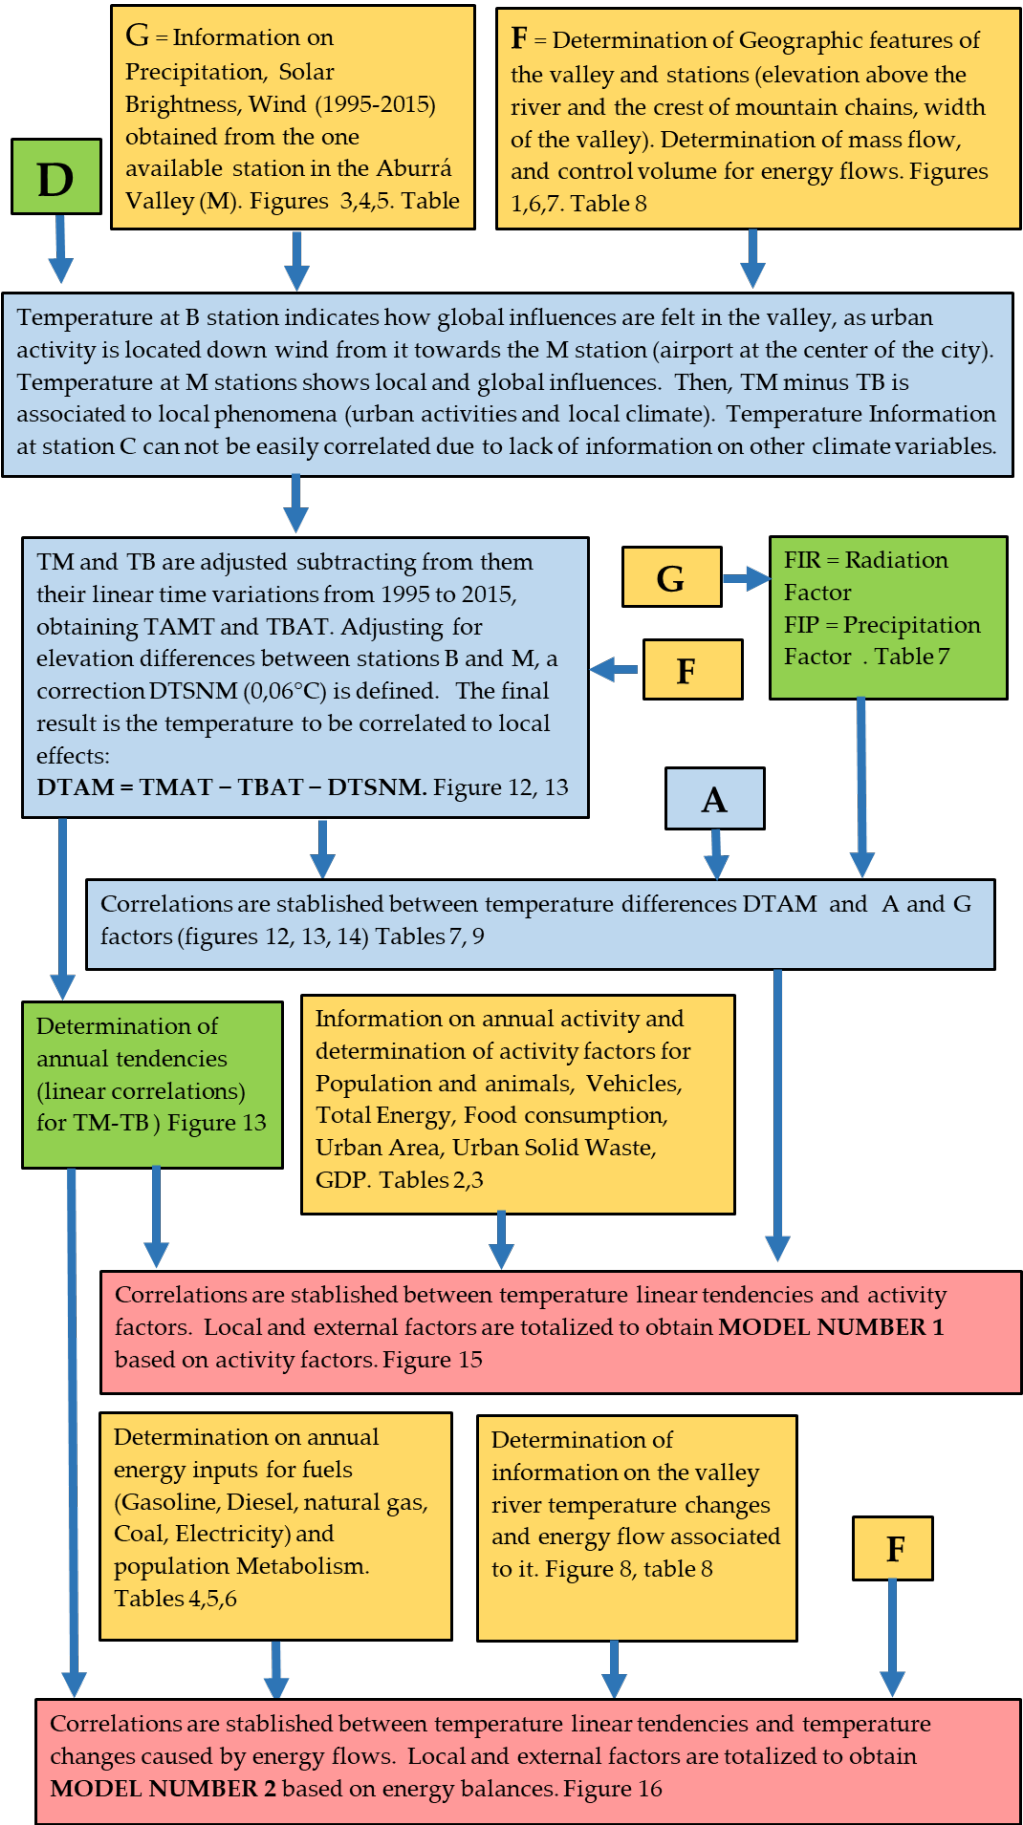 D
G = Information on
Precipitation, Solar
Brightness, Wind (1995-2015)
obtained from the one
available station in the Aburrá
Valley (M). Figures 3,4,5. Table
F = Determination of Geographic features of
the valley and stations (elevation above the
river and the crest of mountain chains, width
of the valley). Determination of mass flow,
and control volume for energy flows. Figures
1,6,7. Table 8
Temperature at B station indicates how global influences are felt in the valley, as urban
activity is located down wind from it towards the M station (airport at the center of the city).
Temperature at M stations shows local and global influences. Then, TM minus TB is
associated to local phenomena (urban activities and local climate). Temperature Information
at station C can not be easily correlated due to lack of information on other climate variables.
TM and TB are adjusted subtracting from them
their linear time variations from 1995 to 2015,
obtaining TAMT and TBAT. Adjusting for
elevation differences between stations B and M, a
correction DTSNM (0,06°C) is defined. The final
result is the temperature to be correlated to local
effects:
DTAM = TMAT − TBAT − DTSNM. Figure 12, 13
G
F
FIR = Radiation
Factor
FIP = Precipitation
Factor . Table 7
A
Correlations are stablished between temperature differences DTAM and A and G
factors (figures 12, 13, 14) Tables 7, 9
Determination of
annual tendencies
(linear correlations)
for TM-TB ) Figure 13
Information on annual activity and
determination of activity factors for
Population and animals, Vehicles,
Total Energy, Food consumption,
Urban Area, Urban Solid Waste,
GDP. Tables 2,3
Correlations are stablished between temperature linear tendencies and activity
factors. Local and external factors are totalized to obtain MODEL NUMBER 1
based on activity factors. Figure 15
Determination on annual
energy inputs for fuels
(Gasoline, Diesel, natural gas,
Coal, Electricity) and
population Metabolism.
Tables 4,5,6
Determination of
information on the valley
river temperature changes
and energy flow associated
to it. Figure 8, table 8
F
Correlations are stablished between temperature linear tendencies and temperature
changes caused by energy flows. Local and external factors are totalized to obtain
MODEL NUMBER 2 based on energy balances. Figure 16